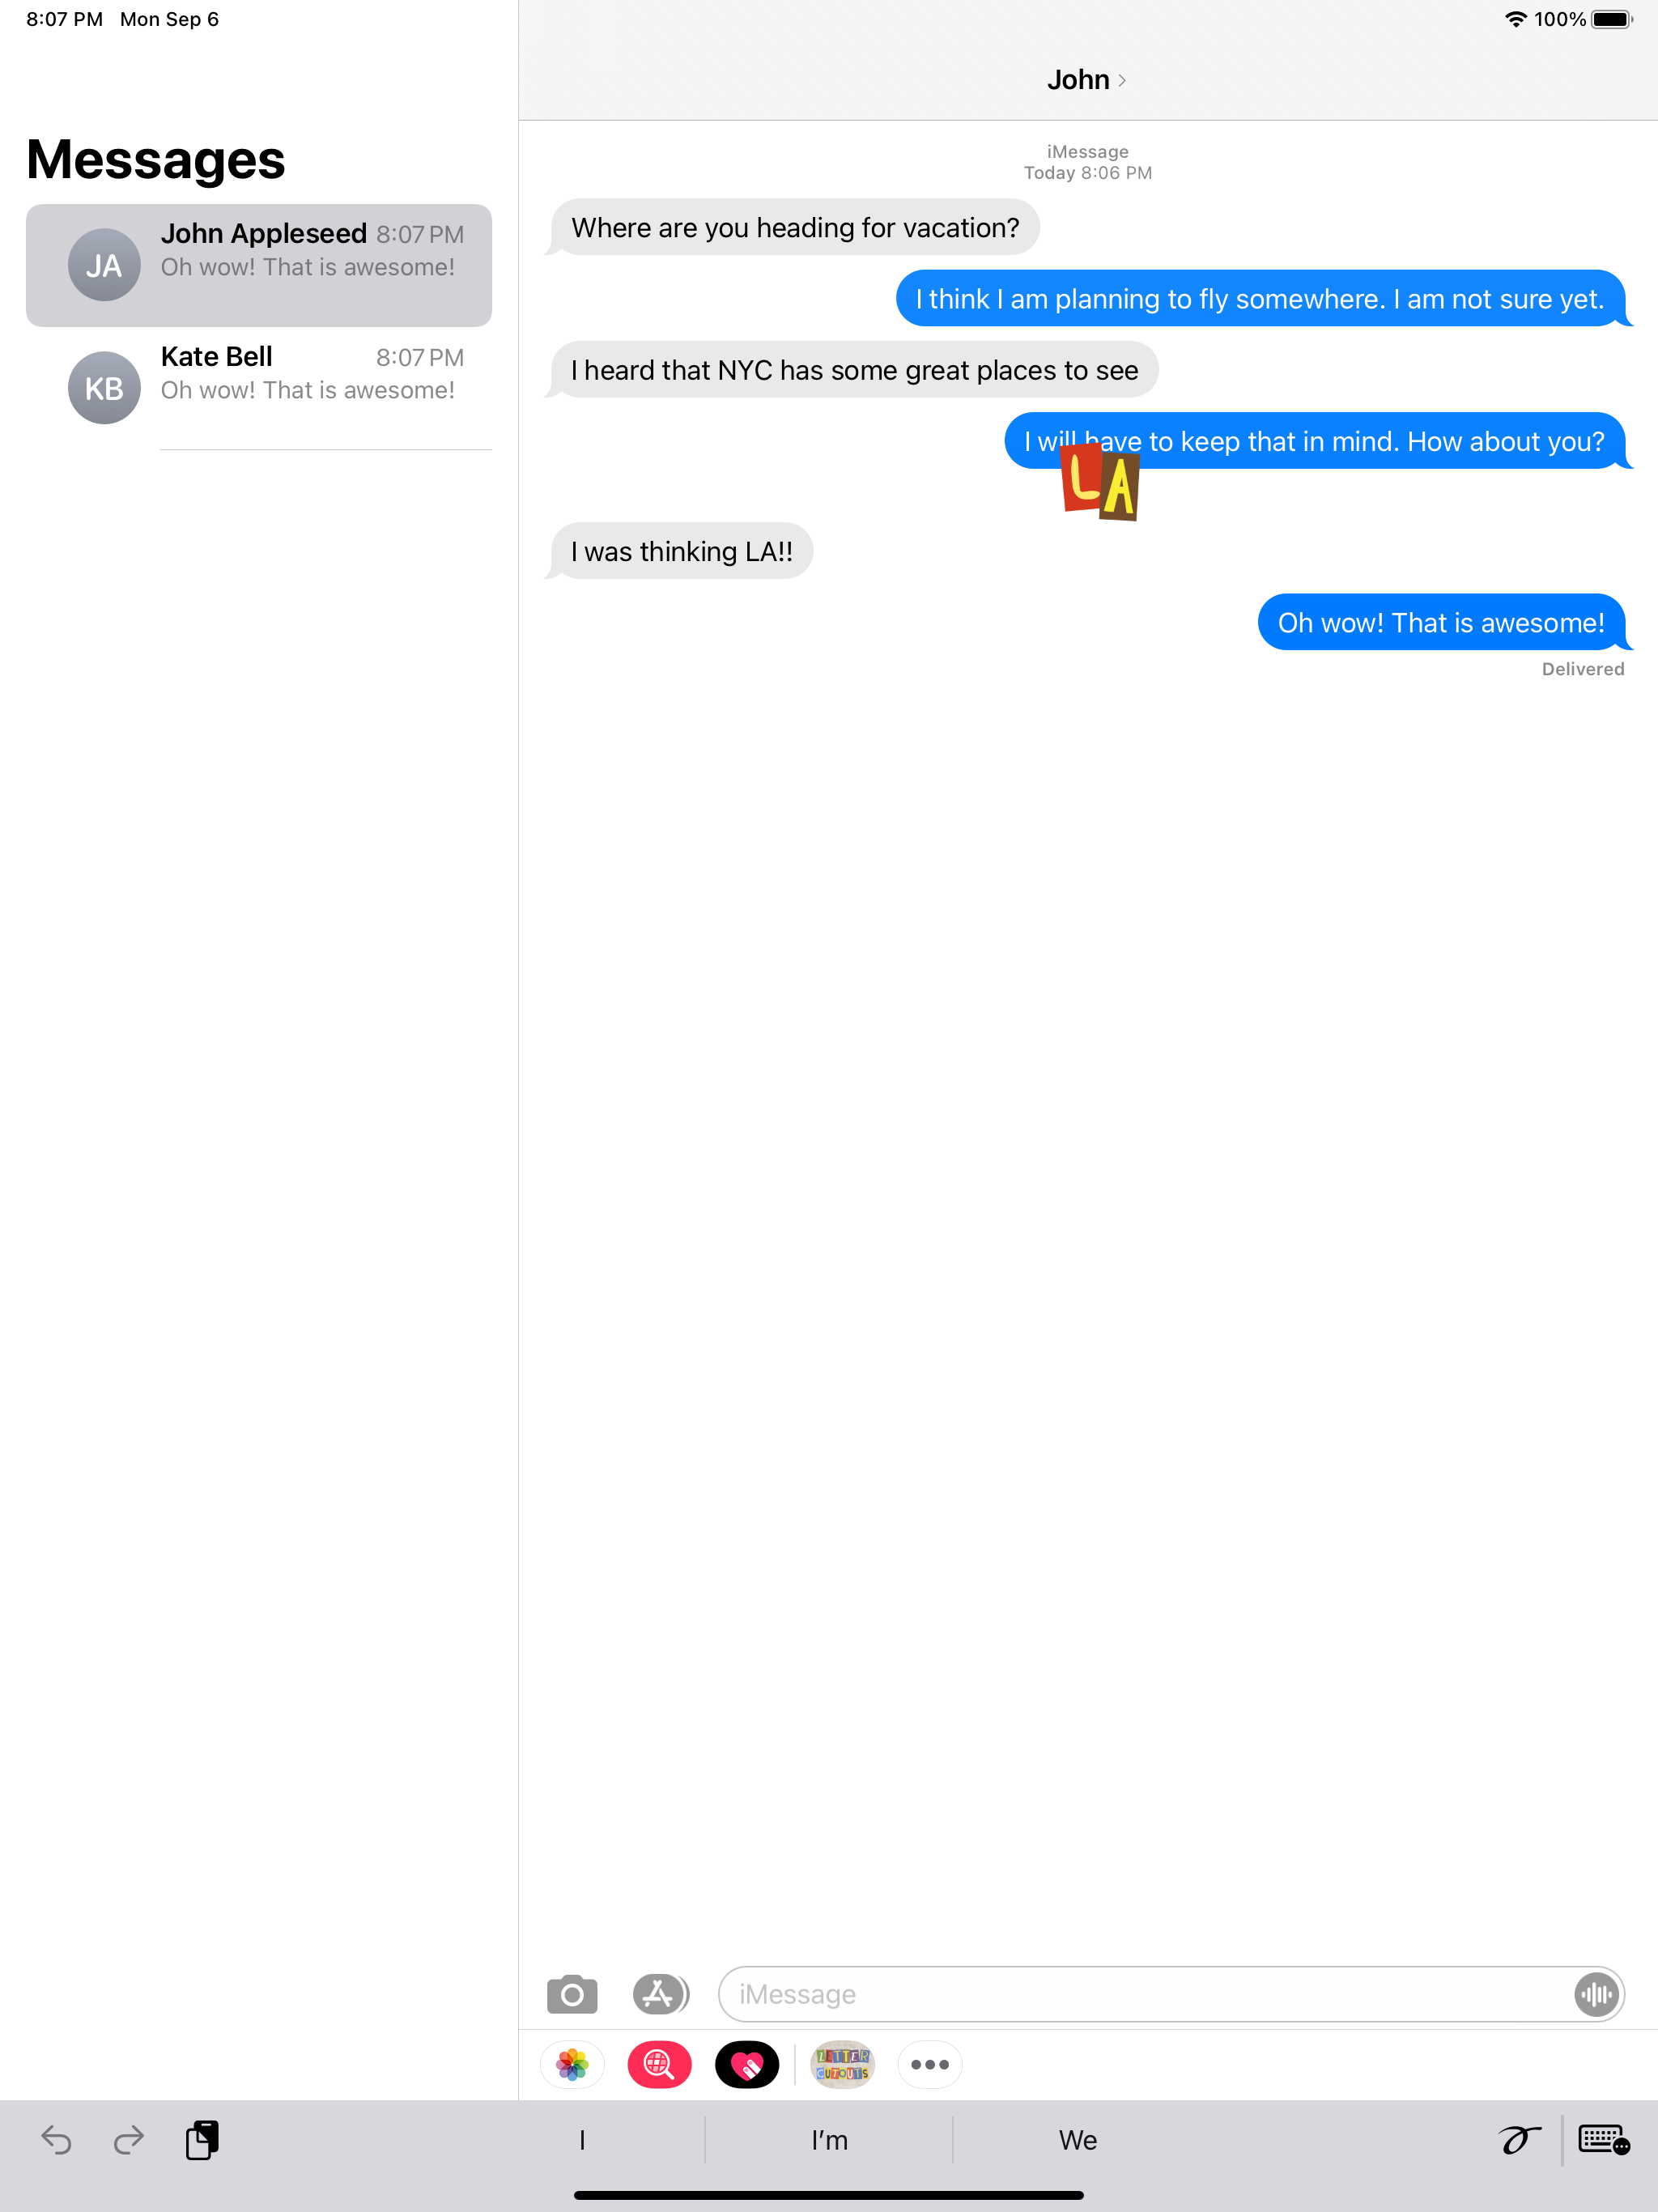 8:07 PM Mon Sep 6
100%
Messages
John Appleseed 8:07 PM
Oh wow! That is awesome!
JA
Kate Bell 8:07 PM
Oh wow! That is awesome!
KB
John
iMessage
Today 8:06 PM
Where are you heading for vacation?
I think I am planning to fly somewhere. I am not sure yet.
I heard that NYC has some great places to see
I will have to keep that in mind. How about you?
LA
I was thinking LA!!
Oh wow! That is awesome!
Delivered
iMessage
LETTER
CUTOUTS
I I'm We